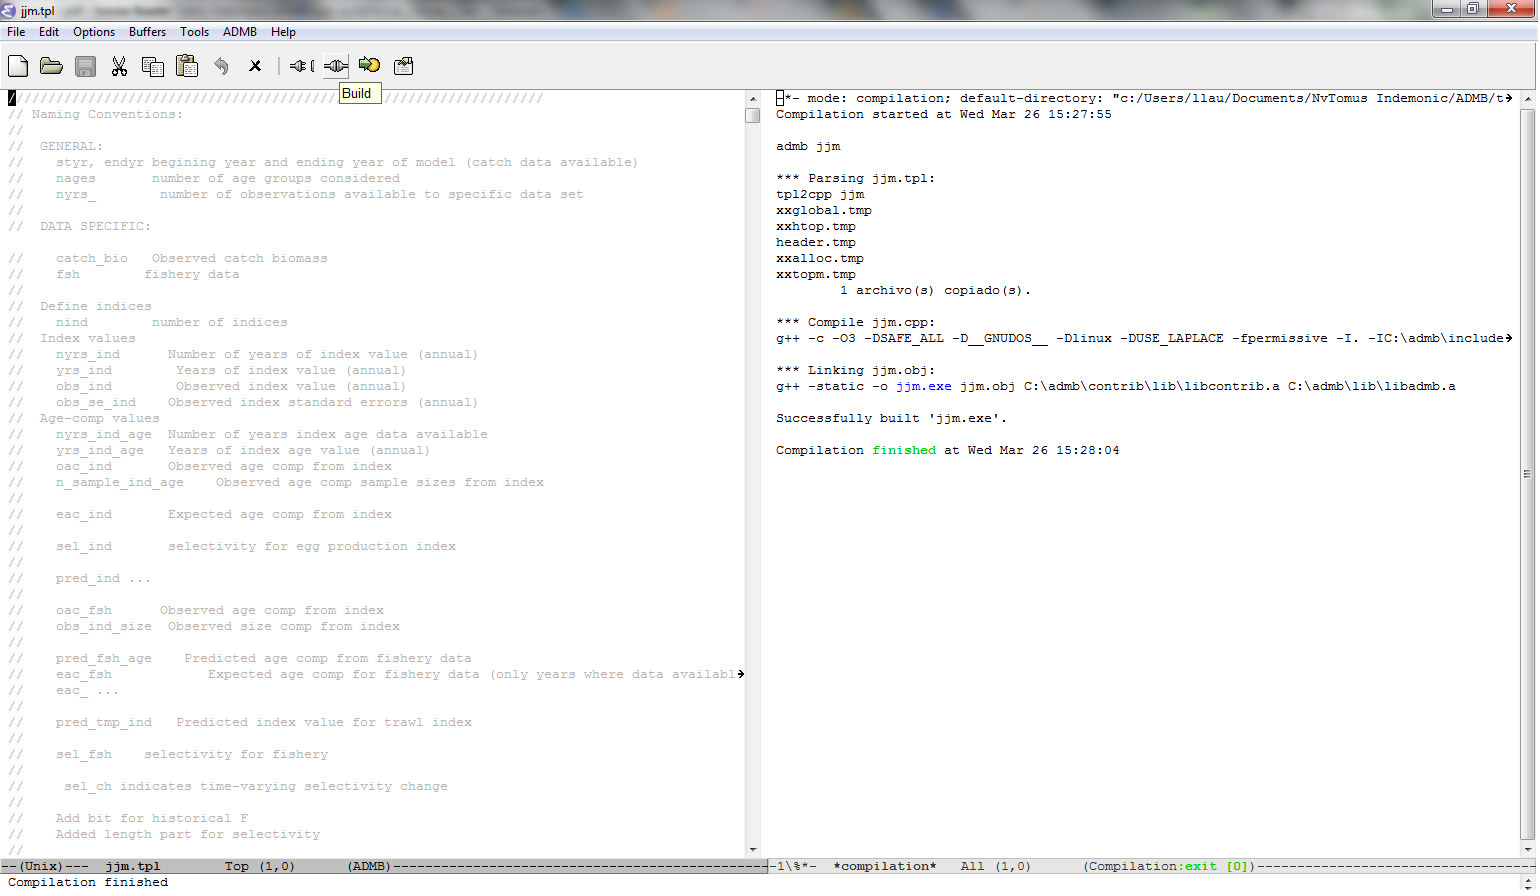 jjm.tpl
File Edit Options Buffers Tools ADMB Help
Build
////////////////////////////////////////////////////////////////////
// Naming Conventions:
//
//  GENERAL:
//    styr, endyr begining year and ending year of model (catch data available)
//    nages       number of age groups considered
//    nyrs_        number of observations available to specific data set
//
//  DATA SPECIFIC:
//    catch_bio   Observed catch biomass
//    fsh        fishery data
//
//  Define indices
//    nind        number of indices
//  Index values
//    nyrs_ind      Number of years of index value (annual)
//    yrs_ind        Years of index value (annual)
//    obs_ind        Observed index value (annual)
//    obs_se_ind    Observed index standard errors (annual)
//  Age-comp values
//    nyrs_ind_age  Number of years index age data available
//    yrs_ind_age   Years of index age value (annual)
//    oac_ind       Observed age comp from index
//    n_sample_ind_age    Observed age comp sample sizes from index
//
//    eac_ind       Expected age comp from index
//
//    sel_ind       selectivity for egg production index
//
//    pred_ind ...
//
//    oac_fsh      Observed age comp from index
//    obs_ind_size  Observed size comp from index
//
//    pred_fsh_age    Predicted age comp from fishery data
//    eac_fsh            Expected age comp for fishery data (only years where data availabl
//    eac_ ...
//
//    pred_tmp_ind   Predicted index value for trawl index
//
//    sel_fsh    selectivity for fishery
//
//     sel_ch indicates time-varying selectivity change
//
//    Add bit for historical F
//    Added length part for selectivity
//
--(Unix)---  jjm.tpl        Top (1,0)      (ADMB)
-*- mode: compilation; default-directory: "c:/Users/llau/Documents/NvTomus Indemonic/ADMB/t
Compilation started at Wed Mar 26 15:27:55
admb jjm
*** Parsing jjm.tpl:
tpl2cpp jjm
xxglobal.tmp
xxhtop.tmp
header.tmp
xxalloc.tmp
xxtopm.tmp
        1 archivo(s) copiado(s).
*** Compile jjm.cpp:
g++ -c -O3 -DSAFE_ALL -D__GNUDOS__ -Dlinux -DUSE_LAPLACE -fpermissive -I. -IC:\admb\include
*** Linking jjm.obj:
g++ -static -o jjm.exe jjm.obj C:\admb\contrib\lib\libcontrib.a C:\admb\lib\libadmb.a
Successfully built 'jjm.exe'.
Compilation finished at Wed Mar 26 15:28:04
-1\%*-  *compilation*   All (1,0)      (Compilation:exit [0])
Compilation finished